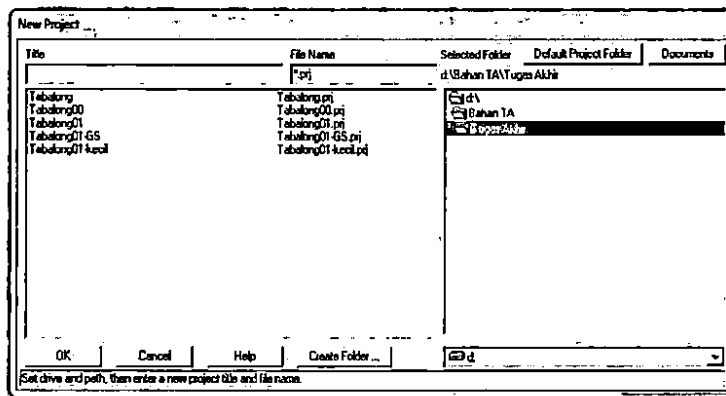 New Project
Title File Name Selected Folder Default Project Folder Documents
*.prj d:\Bahan TA\Tugas Akhir
Tabalong Tabalong.prj d:\
Tabalong00 Tabalong00.prj Bahan TA
Tabalong01 Tabalong01.prj Tugas Akhir
Tabalong01-GS Tabalong01-GS.prj
Tabalong01-kecil Tabalong01-kecil.prj
OK Cancel Help Create Folder ... d:
Set drive and path, then enter a new project title and file name.